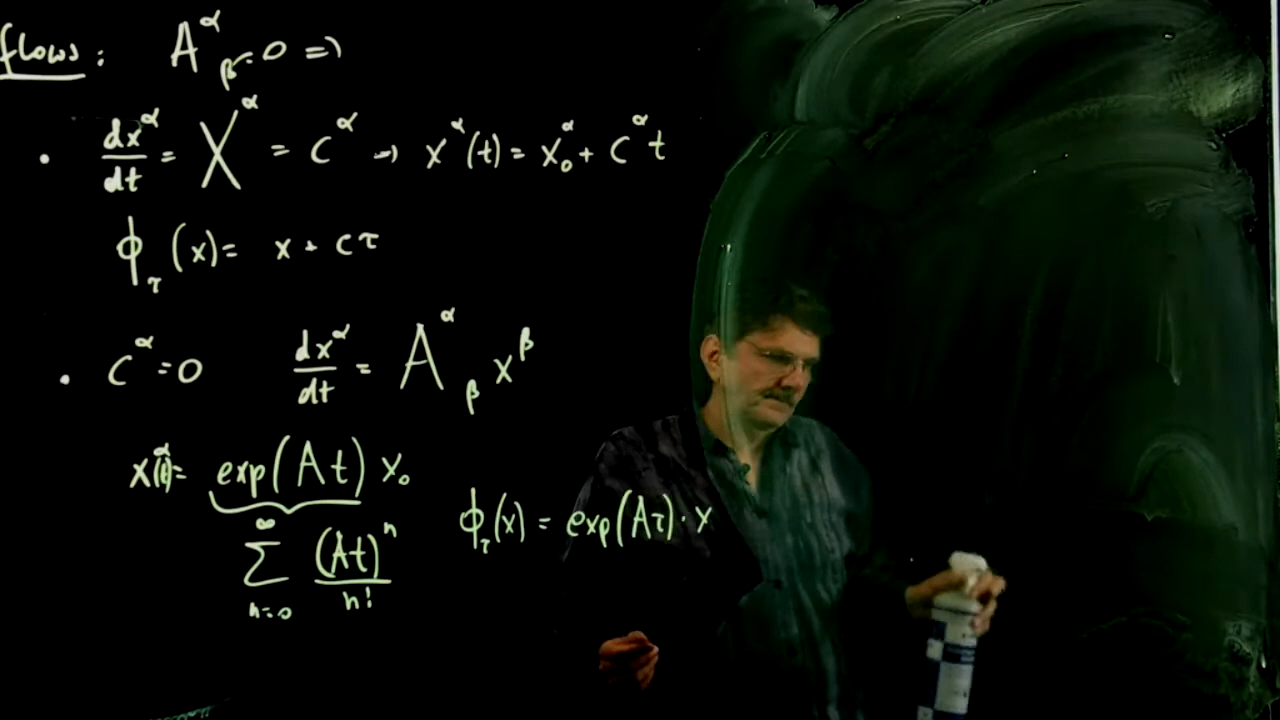 flows: A^α_β = 0 ⇒
• dx^α/dt = X^α = C^α → x^α(t) = x_0^α + C^α t
ϕ_τ(x) = x + cτ
• C^α = 0 dx^α/dt = A^α_β x^β
x^α(t) = exp(At) x_0
∑_{n=0}^∞ (At)^n/n! ϕ_τ(x) = exp(Aτ)·x